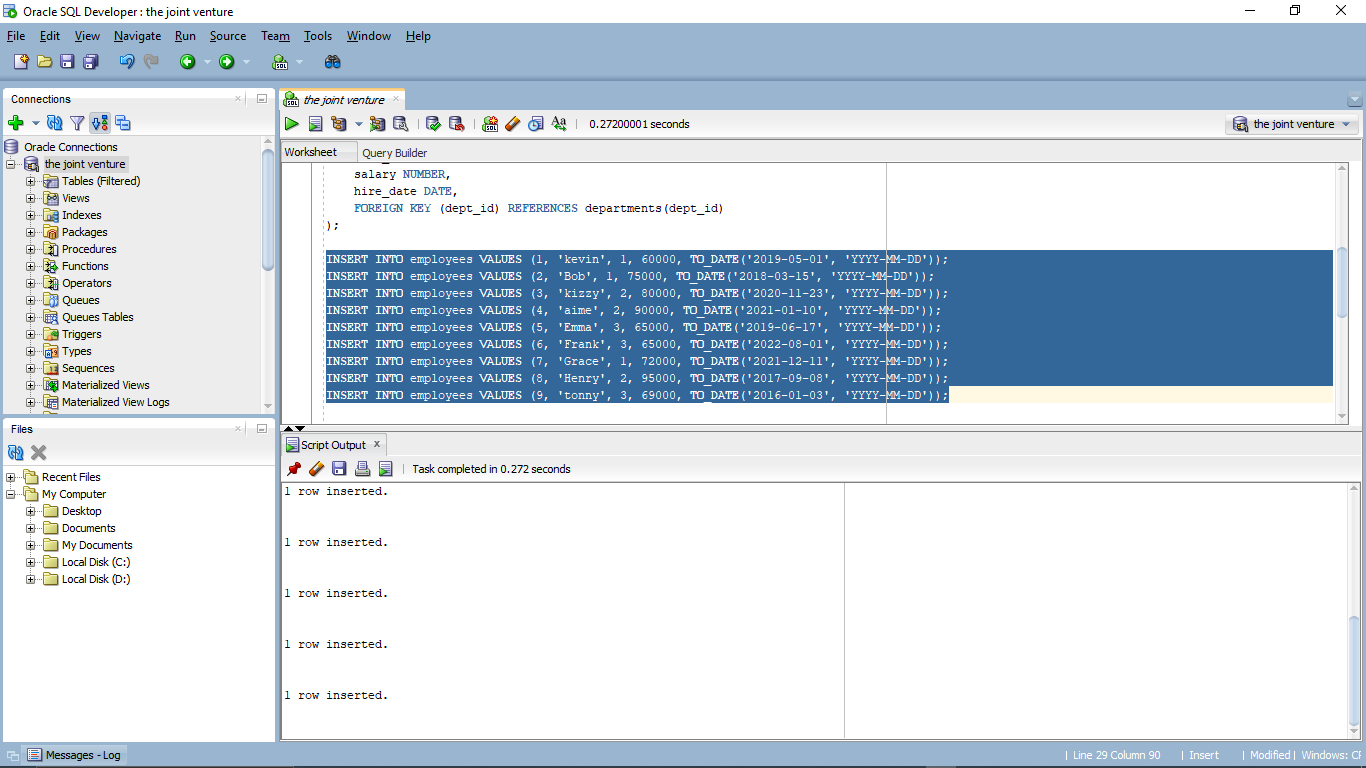 Oracle SQL Developer : the joint venture
File Edit View Navigate Run Source Team Tools Window Help
Connections
Oracle Connections
the joint venture
Tables (Filtered)
Views
Indexes
Packages
Procedures
Functions
Operators
Queues
Queues Tables
Triggers
Types
Sequences
Materialized Views
Materialized View Logs
Files
Recent Files
My Computer
Desktop
Documents
My Documents
Local Disk (C:)
Local Disk (D:)
the joint venture
0.27200001 seconds
the joint venture
Worksheet Query Builder
salary NUMBER,
hire_date DATE,
FOREIGN KEY (dept_id) REFERENCES departments(dept_id)
);
INSERT INTO employees VALUES (1, 'kevin', 1, 60000, TO_DATE('2019-05-01', 'YYYY-MM-DD'));
INSERT INTO employees VALUES (2, 'Bob', 1, 75000, TO_DATE('2018-03-15', 'YYYY-MM-DD'));
INSERT INTO employees VALUES (3, 'kizzy', 2, 80000, TO_DATE('2020-11-23', 'YYYY-MM-DD'));
INSERT INTO employees VALUES (4, 'aime', 2, 90000, TO_DATE('2021-01-10', 'YYYY-MM-DD'));
INSERT INTO employees VALUES (5, 'Emma', 3, 65000, TO_DATE('2019-06-17', 'YYYY-MM-DD'));
INSERT INTO employees VALUES (6, 'Frank', 3, 65000, TO_DATE('2022-08-01', 'YYYY-MM-DD'));
INSERT INTO employees VALUES (7, 'Grace', 1, 72000, TO_DATE('2021-12-11', 'YYYY-MM-DD'));
INSERT INTO employees VALUES (8, 'Henry', 2, 95000, TO_DATE('2017-09-08', 'YYYY-MM-DD'));
INSERT INTO employees VALUES (9, 'tonny', 3, 69000, TO_DATE('2016-01-03', 'YYYY-MM-DD'));
Script Output
Task completed in 0.272 seconds
1 row inserted.
1 row inserted.
1 row inserted.
1 row inserted.
1 row inserted.
Messages - Log
Line 29 Column 90 | Insert | Modified | Windows: